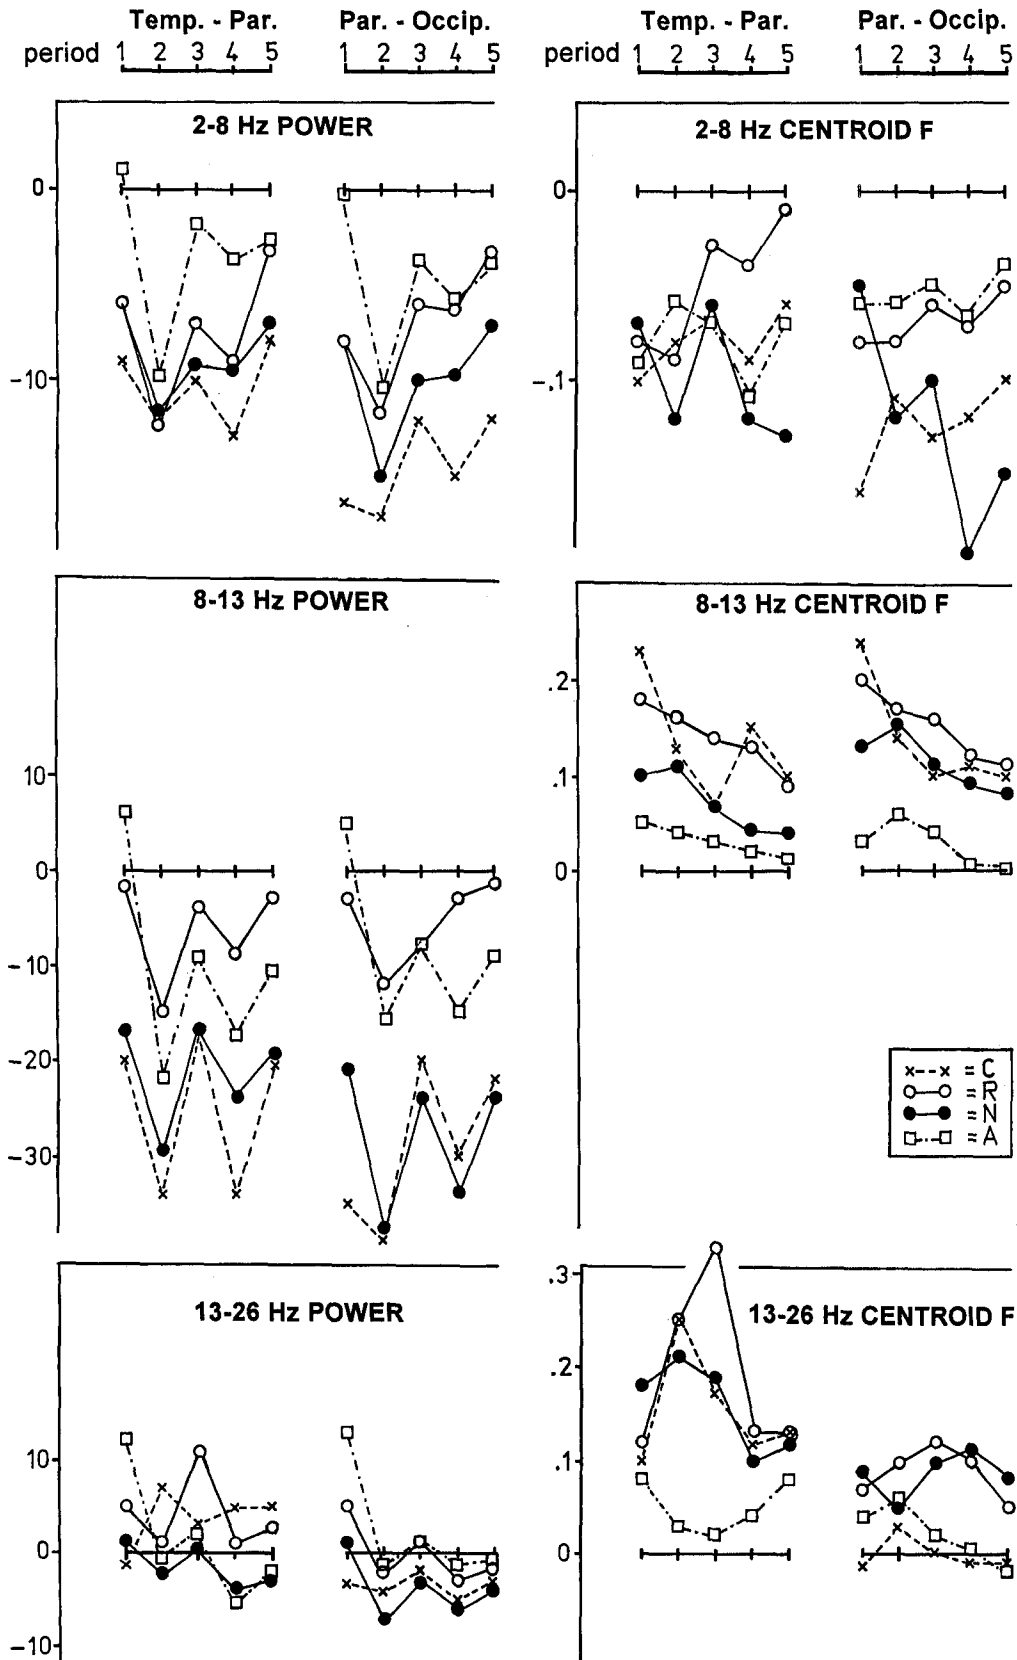 Temp. - Par. Par. - Occip. Temp. - Par. Par. - Occip.
period 1 2 3 4 5 1 2 3 4 5 period 1 2 3 4 5 1 2 3 4 5
2-8 Hz POWER
0
-10
2-8 Hz CENTROID F
0
-.1
8-13 Hz POWER
10
0
-10
-20
-30
8-13 Hz CENTROID F
.2
.1
0
x--x = C
= R
= N
= A
13-26 Hz POWER
10
0
-10
13-26 Hz CENTROID F
.3
.2
.1
0